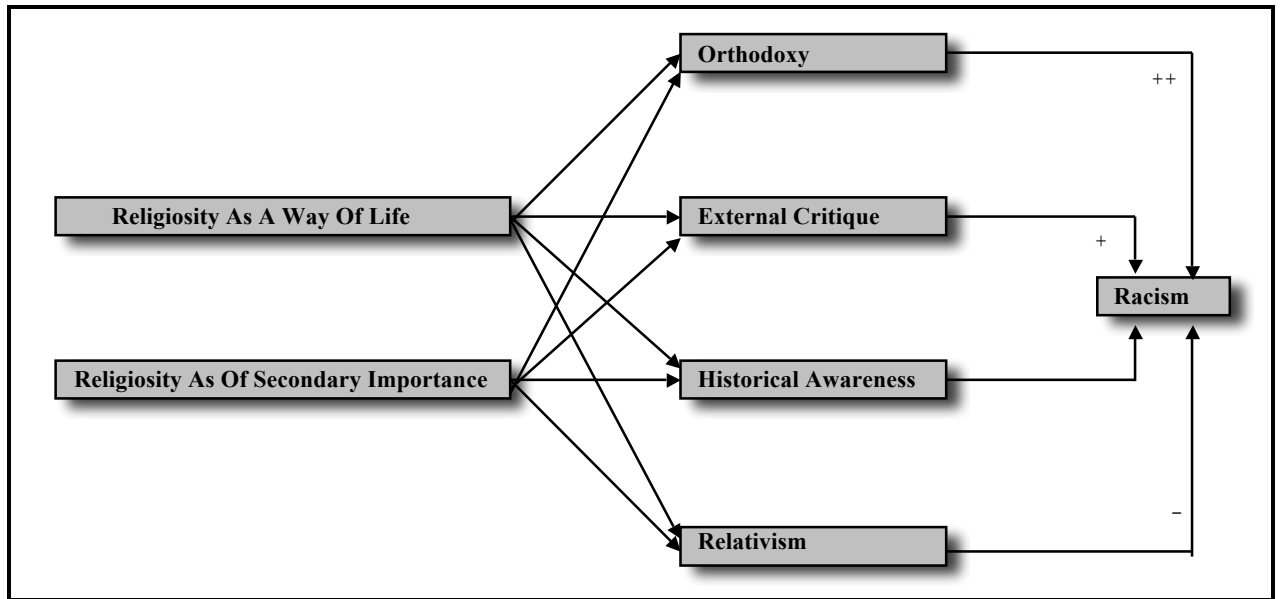 Orthodoxy
++
Religiosity As A Way Of Life
External Critique
+
Racism
Religiosity As Of Secondary Importance
Historical Awareness
−
Relativism